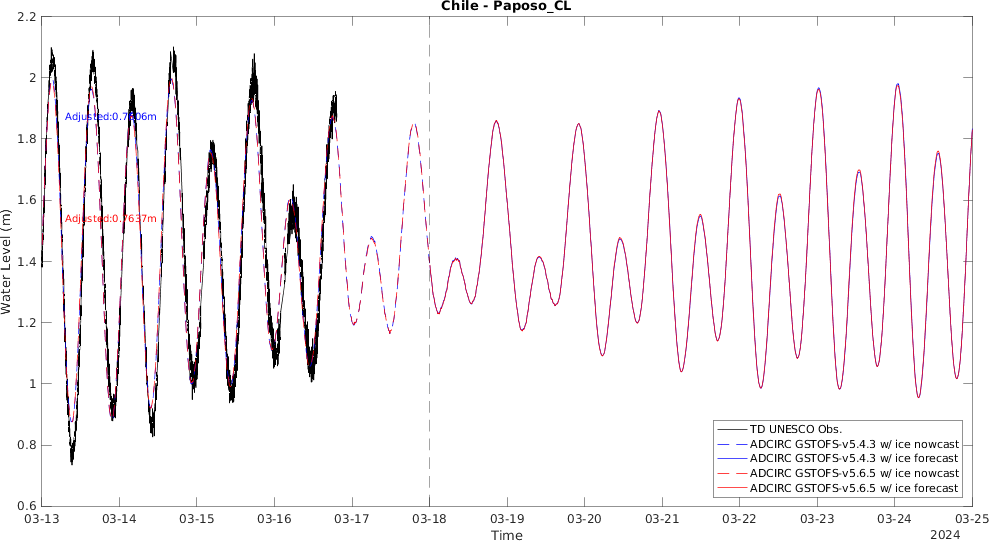 Chile - Paposo_CL
2.2
2
1.8
1.6
1.4
1.2
1
0.8
0.6
Water Level (m)
Adjusted:0.7606m
Adjusted:0.7637m
TD UNESCO Obs.
ADCIRC GSTOFS-v5.4.3 w/ ice nowcast
ADCIRC GSTOFS-v5.4.3 w/ ice forecast
ADCIRC GSTOFS-v5.6.5 w/ ice nowcast
ADCIRC GSTOFS-v5.6.5 w/ ice forecast
03-13 03-14 03-15 03-16 03-17 03-18 03-19 03-20 03-21 03-22 03-23 03-24 03-25
Time
2024